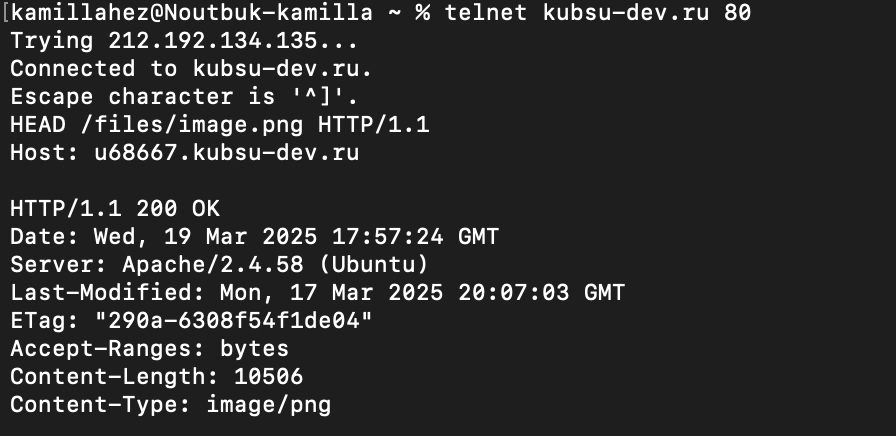 [kamillahez@Noutbuk-kamilla ~ % telnet kubsu-dev.ru 80
Trying 212.192.134.135...
Connected to kubsu-dev.ru.
Escape character is '^]'.
HEAD /files/image.png HTTP/1.1
Host: u68667.kubsu-dev.ru

HTTP/1.1 200 OK
Date: Wed, 19 Mar 2025 17:57:24 GMT
Server: Apache/2.4.58 (Ubuntu)
Last-Modified: Mon, 17 Mar 2025 20:07:03 GMT
ETag: "290a-6308f54f1de04"
Accept-Ranges: bytes
Content-Length: 10506
Content-Type: image/png